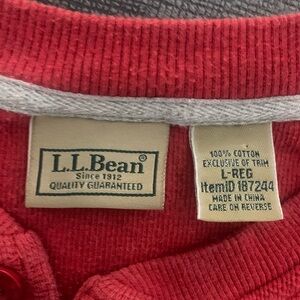 L.L.Bean®
Since 1912
QUALITY GUARANTEED
100% COTTON
EXCLUSIVE OF TRIM
L-REG
ItemID 187244
MADE IN CHINA
CARE ON REVERSE